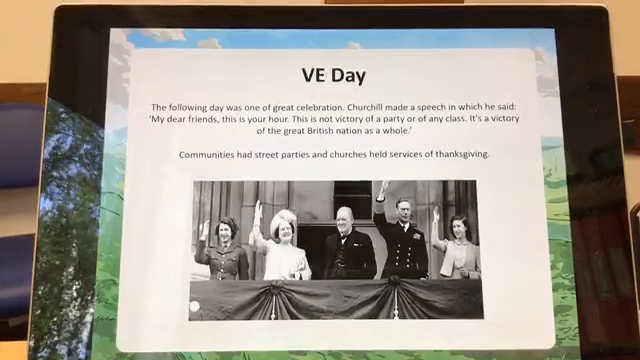 VE Day
The following day was one of great celebration. Churchill made a speech in which he said:
'My dear friends, this is your hour. This is not victory of a party or of any class. It's a victory
of the great British nation as a whole.'
Communities had street parties and churches held services of thanksgiving.